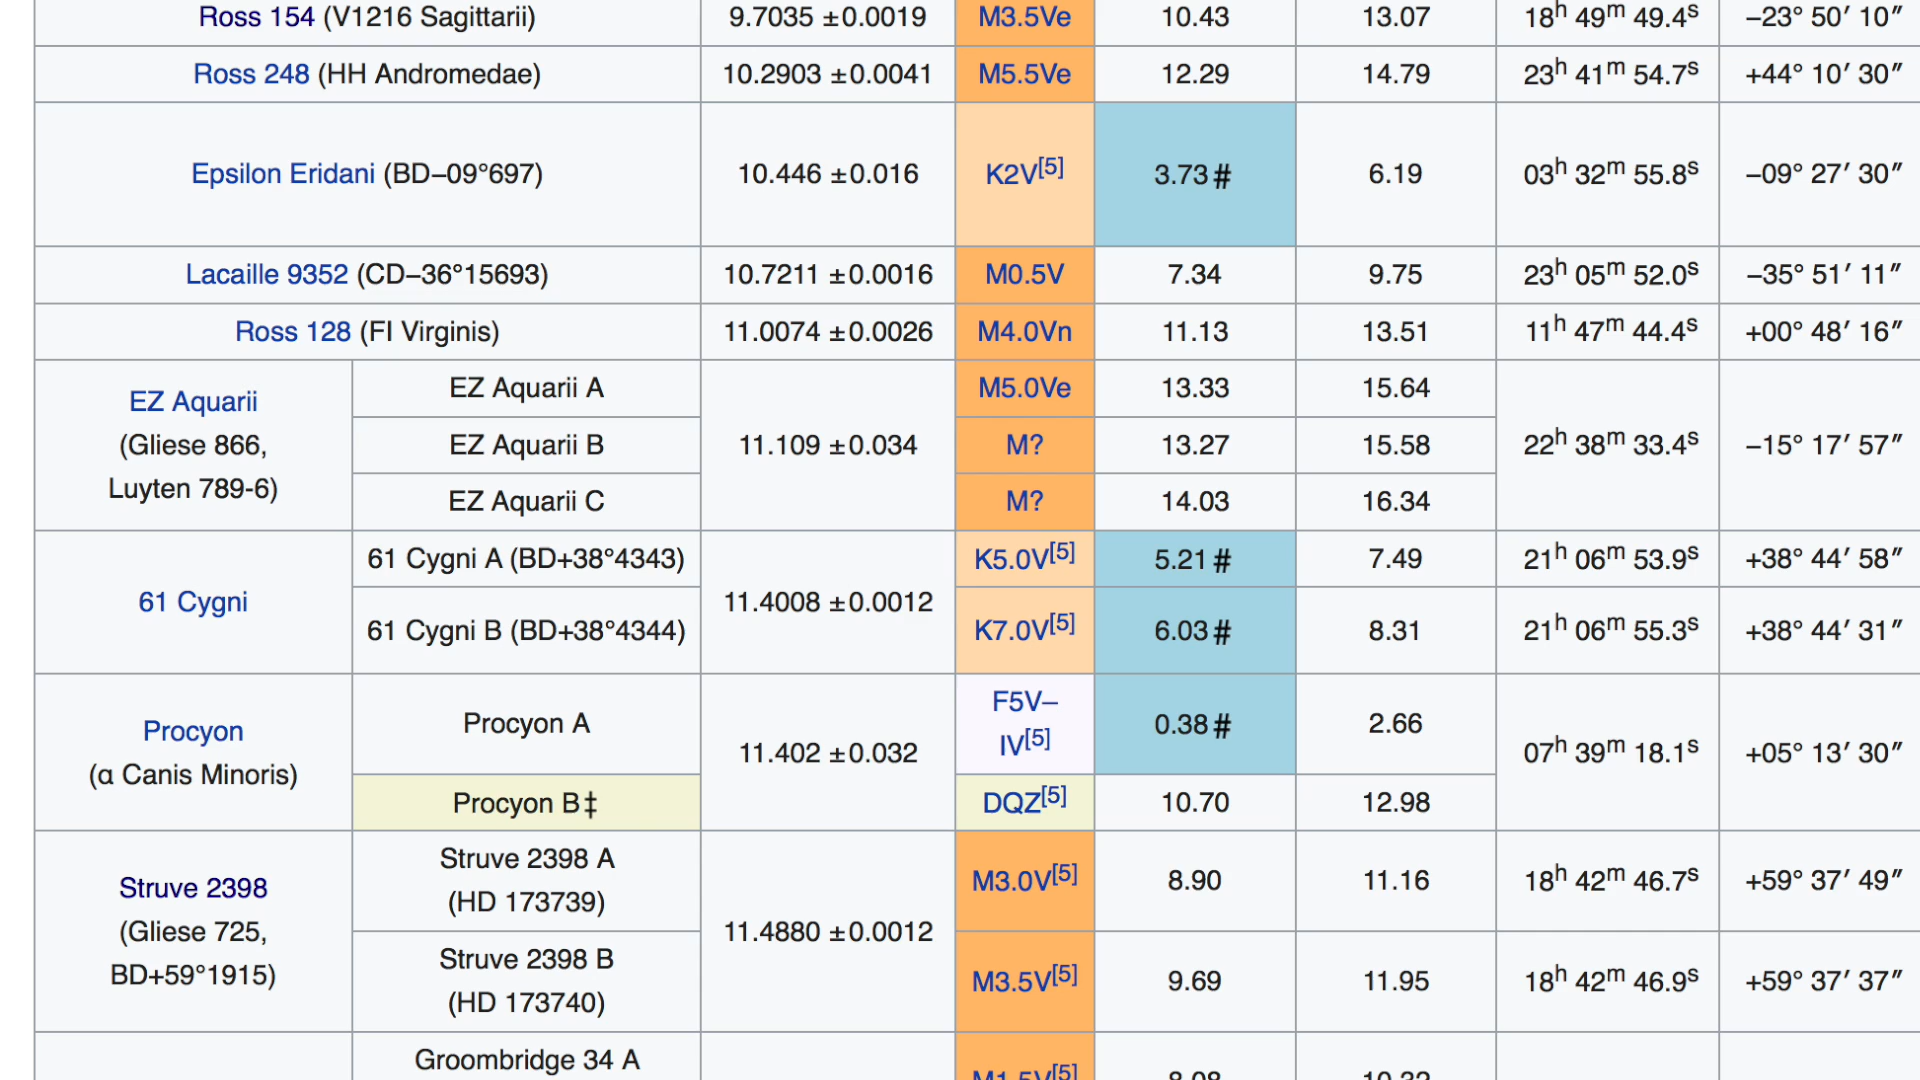 Ross 154 (V1216 Sagittarii) 9.7035 ±0.0019 M3.5Ve 10.43 13.07 18h 49m 49.4s −23° 50′ 10″
Ross 248 (HH Andromedae) 10.2903 ±0.0041 M5.5Ve 12.29 14.79 23h 41m 54.7s +44° 10′ 30″
Epsilon Eridani (BD−09°697) 10.446 ±0.016 K2V[5] 3.73 # 6.19 03h 32m 55.8s −09° 27′ 30″
Lacaille 9352 (CD−36°15693) 10.7211 ±0.0016 M0.5V 7.34 9.75 23h 05m 52.0s −35° 51′ 11″
Ross 128 (FI Virginis) 11.0074 ±0.0026 M4.0Vn 11.13 13.51 11h 47m 44.4s +00° 48′ 16″
EZ Aquarii
(Gliese 866,
Luyten 789-6)
EZ Aquarii A
EZ Aquarii B
EZ Aquarii C
11.109 ±0.034
M5.0Ve 13.33 15.64
M? 13.27 15.58
M? 14.03 16.34
22h 38m 33.4s −15° 17′ 57″
61 Cygni
61 Cygni A (BD+38°4343)
61 Cygni B (BD+38°4344)
11.4008 ±0.0012
K5.0V[5] 5.21 # 7.49 21h 06m 53.9s +38° 44′ 58″
K7.0V[5] 6.03 # 8.31 21h 06m 55.3s +38° 44′ 31″
Procyon
(α Canis Minoris)
Procyon A
Procyon B‡
11.402 ±0.032
F5V–
IV[5]
0.38 # 2.66
DQZ[5] 10.70 12.98
07h 39m 18.1s +05° 13′ 30″
Struve 2398
(Gliese 725,
BD+59°1915)
Struve 2398 A
(HD 173739)
Struve 2398 B
(HD 173740)
11.4880 ±0.0012
M3.0V[5] 8.90 11.16 18h 42m 46.7s +59° 37′ 49″
M3.5V[5] 9.69 11.95 18h 42m 46.9s +59° 37′ 37″
Groombridge 34 A
M1.5V[5]